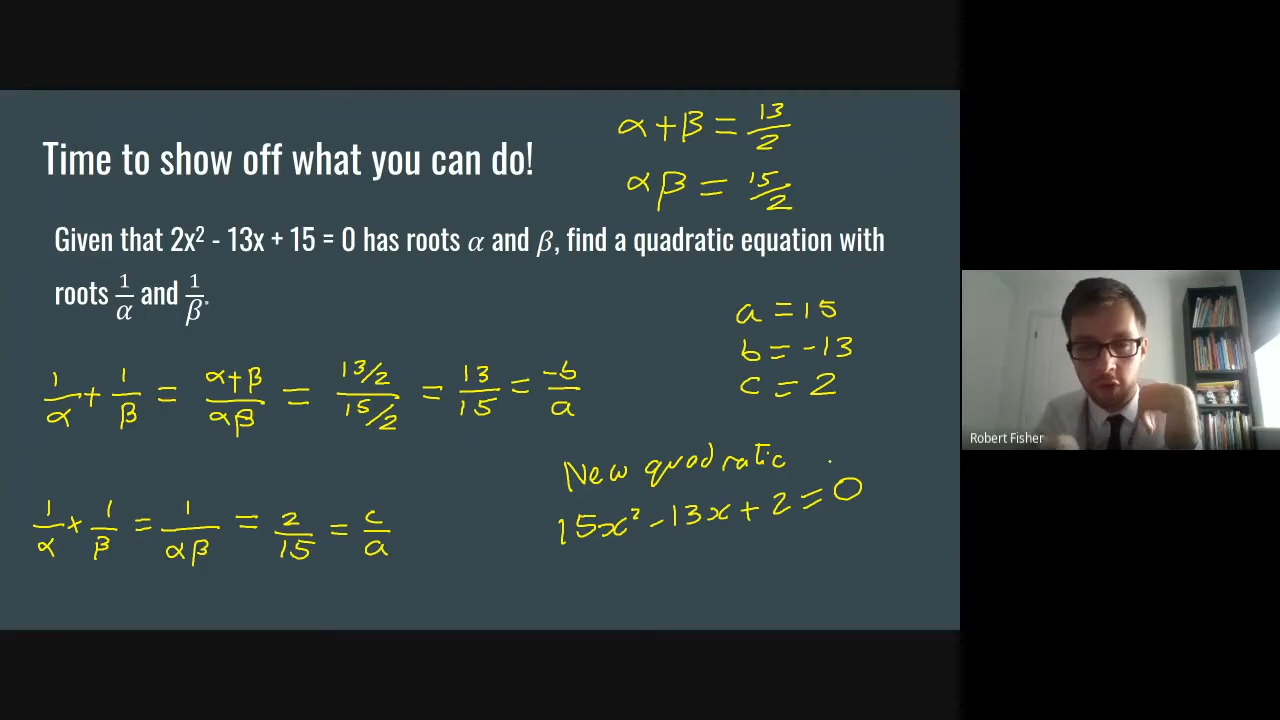 α + β = 13/2
Time to show off what you can do!
αβ = 15/2
Given that 2x² - 13x + 15 = 0 has roots α and β, find a quadratic equation with
roots 1/α and 1/β.
a = 15
b = -13
c = 2
1/α + 1/β = α+β/αβ = 13/2/15/2 = 13/15 = -b/a
Robert Fisher
New quadratic
15x² - 13x + 2 = 0
1/α × 1/β = 1/αβ = 2/15 = c/a